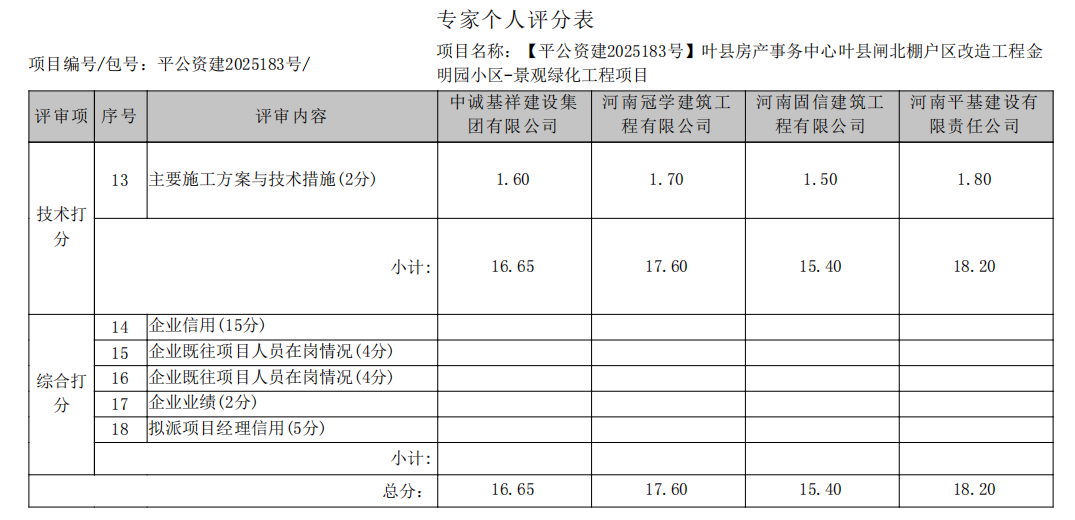 专家个人评分表
项目编号/包号：平公资建2025183号/
项目名称：【平公资建2025183号】叶县房产事务中心叶县闸北棚户区改造工程金
明园小区-景观绿化工程项目
评审项 序号 评审内容 中诚基祥建设集 河南冠学建筑工 河南固信建筑工 河南平基建设有
团有限公司 程有限公司 程有限公司 限责任公司
13 主要施工方案与技术措施(2分) 1.60 1.70 1.50 1.80
技术打
分
小计: 16.65 17.60 15.40 18.20
14 企业信用(15分)
15 企业既往项目人员在岗情况(4分)
综合打
分
16 企业既往项目人员在岗情况(4分)
17 企业业绩(2分)
18 拟派项目经理信用(5分)
小计:
总分: 16.65 17.60 15.40 18.20